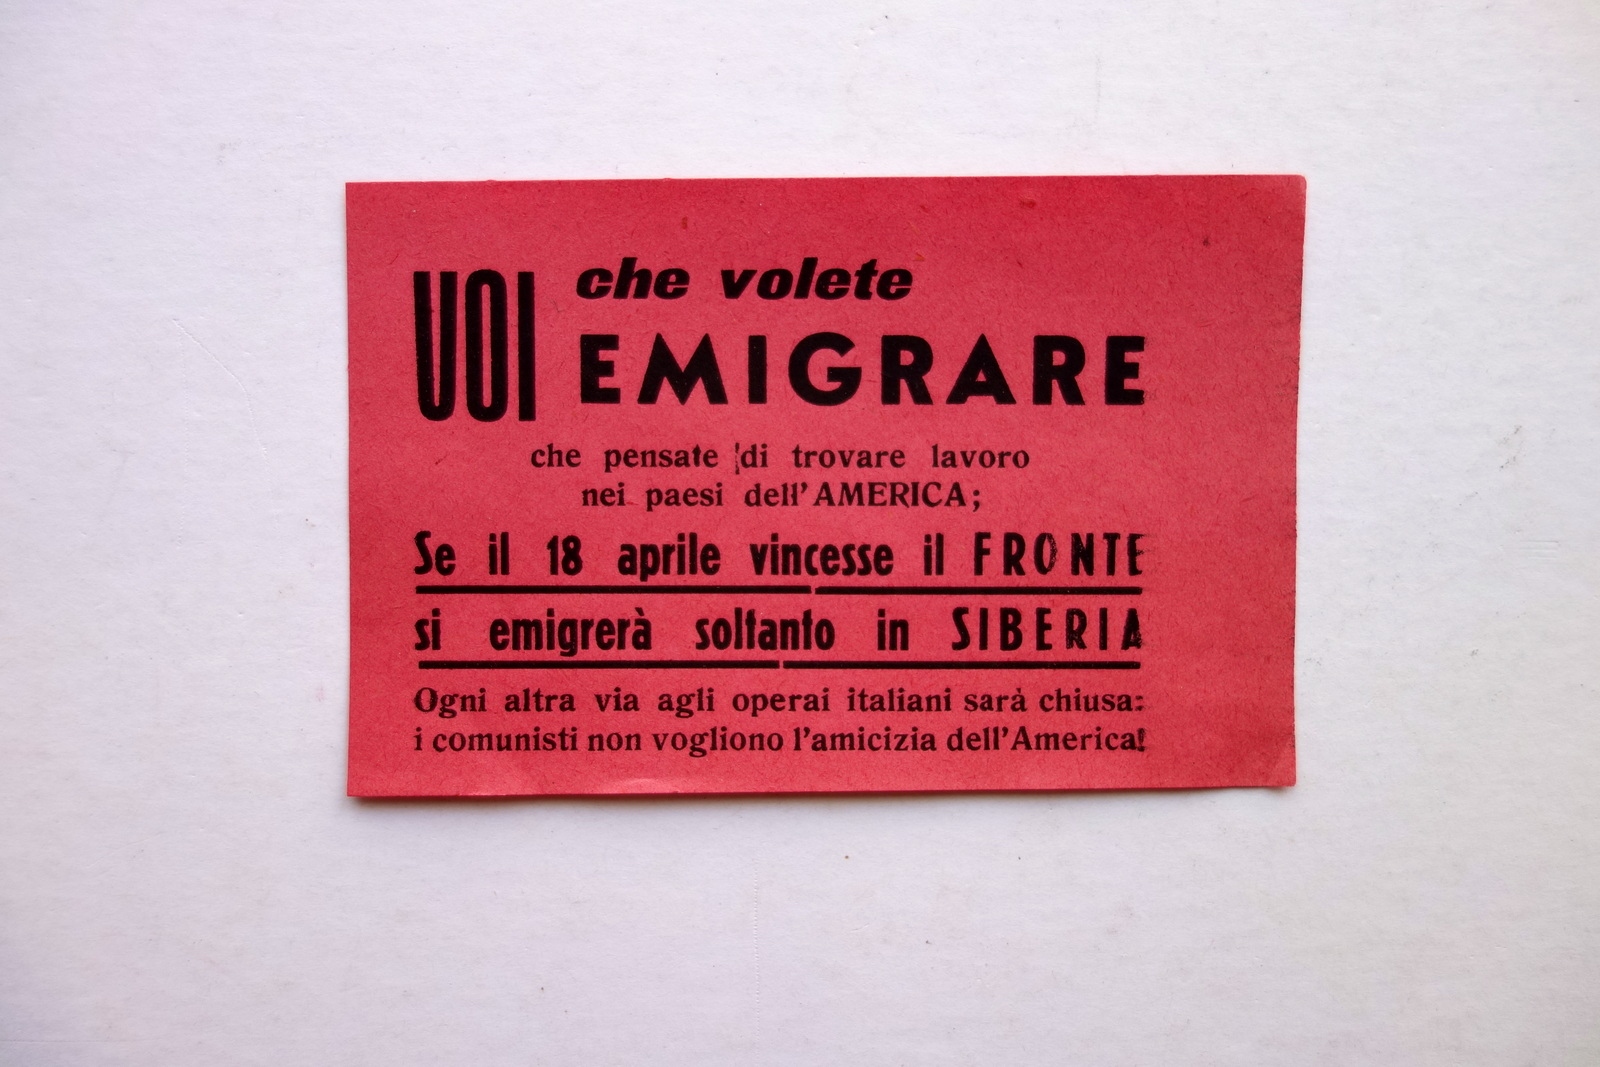 VOI che volete
EMIGRARE
che pensate di trovare lavoro
nei paesi dell'AMERICA;
Se il 18 aprile vincesse il FRONTE
si emigrerà soltanto in SIBERIA
Ogni altra via agli operai italiani sarà chiusa:
i comunisti non vogliono l'amicizia dell'America!